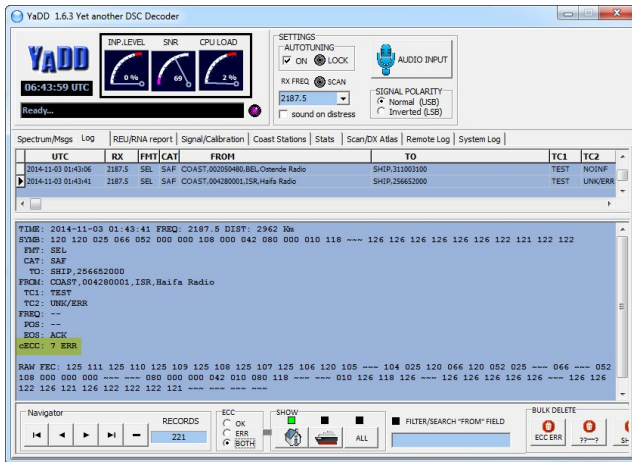 YaDD 1.6.3 Yet another DSC Decoder
YADD
06:43:59 UTC
Ready...
INP.LEVEL SNR CPU LOAD
0 % 69 2 %
SETTINGS
AUTOTUNING
ON LOCK
RX FREQ SCAN
2187.5
sound on distress
AUDIO INPUT
SIGNAL POLARITY
Normal (USB)
Inverted (LSB)
Spectrum/Msgs Log REU/RNA report Signal/Calibration Coast Stations Stats Scan/DX Atlas Remote Log System Log
UTC RX FMT CAT FROM TO TC1 TC2
2014-11-03 01:43:06 2187.5 SEL SAF COAST,002050480,BEL,Ostende Radio SHIP,311003100 TEST NOINF
2014-11-03 01:43:41 2187.5 SEL SAF COAST,004280001,ISR,Haifa Radio SHIP,256652000 TEST UNK/ERR
TIME: 2014-11-03 01:43:41 FREQ: 2187.5 DIST: 2962 Km
SYMB: 120 120 025 066 052 000 000 108 000 042 080 000 010 118 ~~~ 126 126 126 126 126 126 122 121 122 122
FMT: SEL
CAT: SAF
TO: SHIP,256652000
FROM: COAST,004280001,ISR,Haifa Radio
TC1: TEST
TC2: UNK/ERR
FREQ: --
POS: --
EOS: ACK
cECC: 7 ERR
RAW FEC: 125 111 125 110 125 109 125 108 125 107 125 106 120 105 ~~~ 104 025 120 066 120 052 025 ~~~ 066 ~~~ 052
108 000 000 000 ~~~ ~~~ 080 000 000 042 010 080 118 ~~~ ~~~ 010 126 118 126 ~~~ 126 126 126 126 126 ~~~ 126 126
122 126 121 126 122 122 122 121 ~~~ ~~~ ~~~ ~~~
Navigator
RECORDS
221
ECC
OK
ERR
BOTH
SHOW
ALL
FILTER/SEARCH "FROM" FIELD
BULK DELETE
ECC ERR ??~~? SH